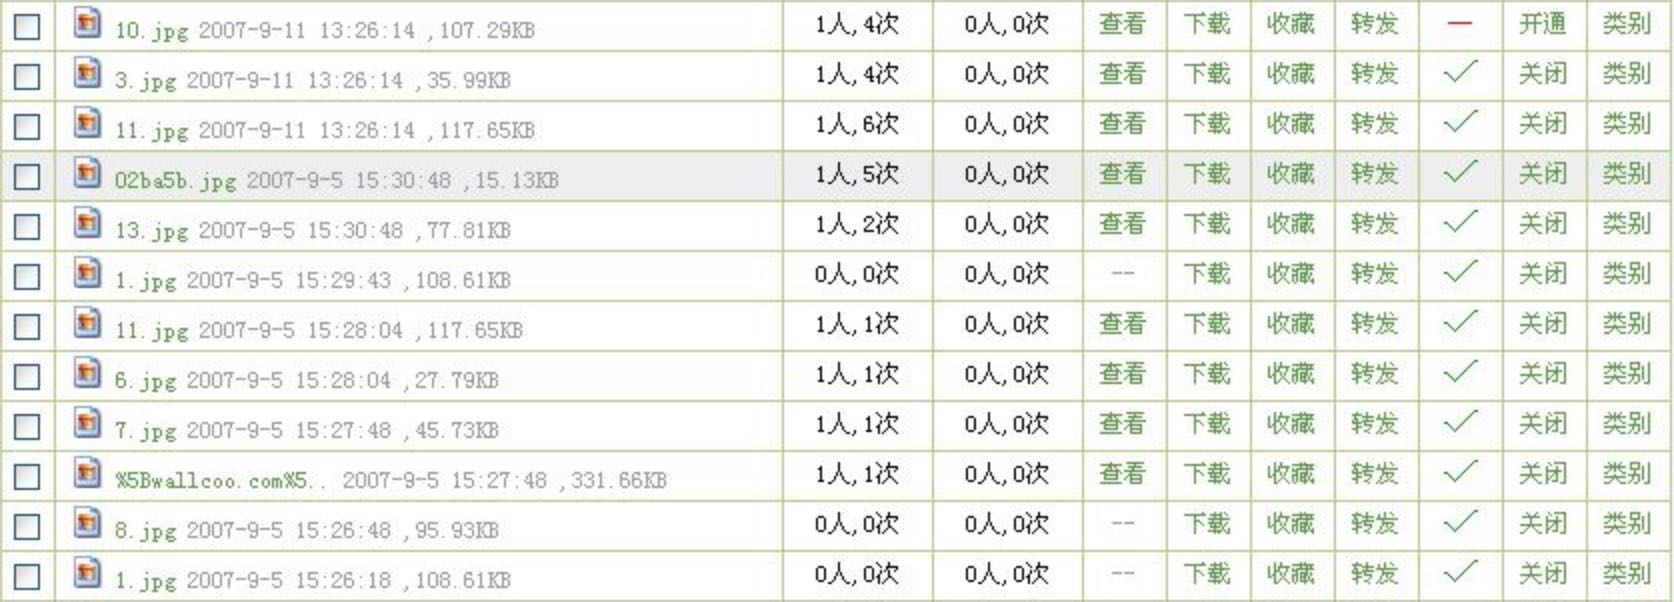 10.jpg 2007-9-11 13:26:14 ,107.29KB 1人,4次 0人,0次 查看 下载 收藏 转发 — 开通 类别
3.jpg 2007-9-11 13:26:14 ,35.99KB 1人,4次 0人,0次 查看 下载 收藏 转发 ✓ 关闭 类别
11.jpg 2007-9-11 13:26:14 ,117.65KB 1人,6次 0人,0次 查看 下载 收藏 转发 ✓ 关闭 类别
02ba5b.jpg 2007-9-5 15:30:48 ,15.13KB 1人,5次 0人,0次 查看 下载 收藏 转发 ✓ 关闭 类别
13.jpg 2007-9-5 15:30:48 ,77.81KB 1人,2次 0人,0次 查看 下载 收藏 转发 ✓ 关闭 类别
1.jpg 2007-9-5 15:29:43 ,108.61KB 0人,0次 0人,0次 -- 下载 收藏 转发 ✓ 关闭 类别
11.jpg 2007-9-5 15:28:04 ,117.65KB 1人,1次 0人,0次 查看 下载 收藏 转发 ✓ 关闭 类别
6.jpg 2007-9-5 15:28:04 ,27.79KB 1人,1次 0人,0次 查看 下载 收藏 转发 ✓ 关闭 类别
7.jpg 2007-9-5 15:27:48 ,45.73KB 1人,1次 0人,0次 查看 下载 收藏 转发 ✓ 关闭 类别
%5Bwallcoo.com%5.. 2007-9-5 15:27:48 ,331.66KB 1人,1次 0人,0次 查看 下载 收藏 转发 ✓ 关闭 类别
8.jpg 2007-9-5 15:26:48 ,95.93KB 0人,0次 0人,0次 -- 下载 收藏 转发 ✓ 关闭 类别
1.jpg 2007-9-5 15:26:18 ,108.61KB 0人,0次 0人,0次 -- 下载 收藏 转发 ✓ 关闭 类别